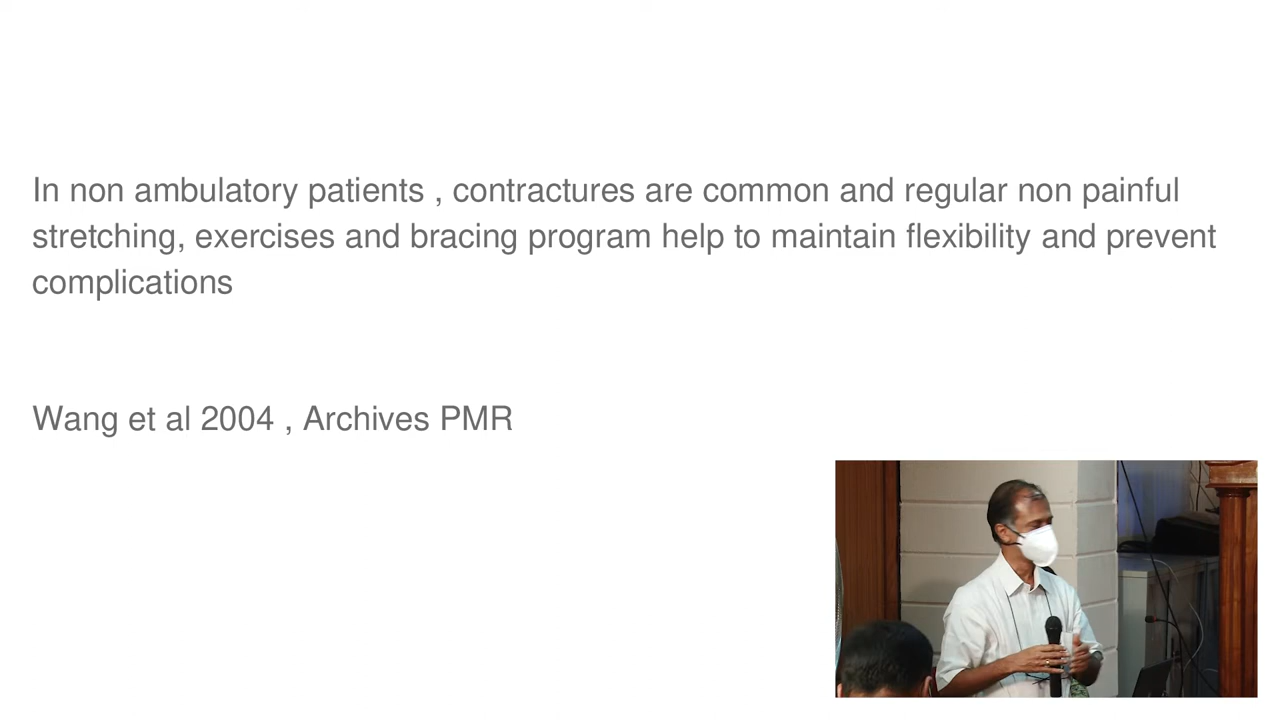 In non ambulatory patients , contractures are common and regular non painful
stretching, exercises and bracing program help to maintain flexibility and prevent
complications
Wang et al 2004 , Archives PMR